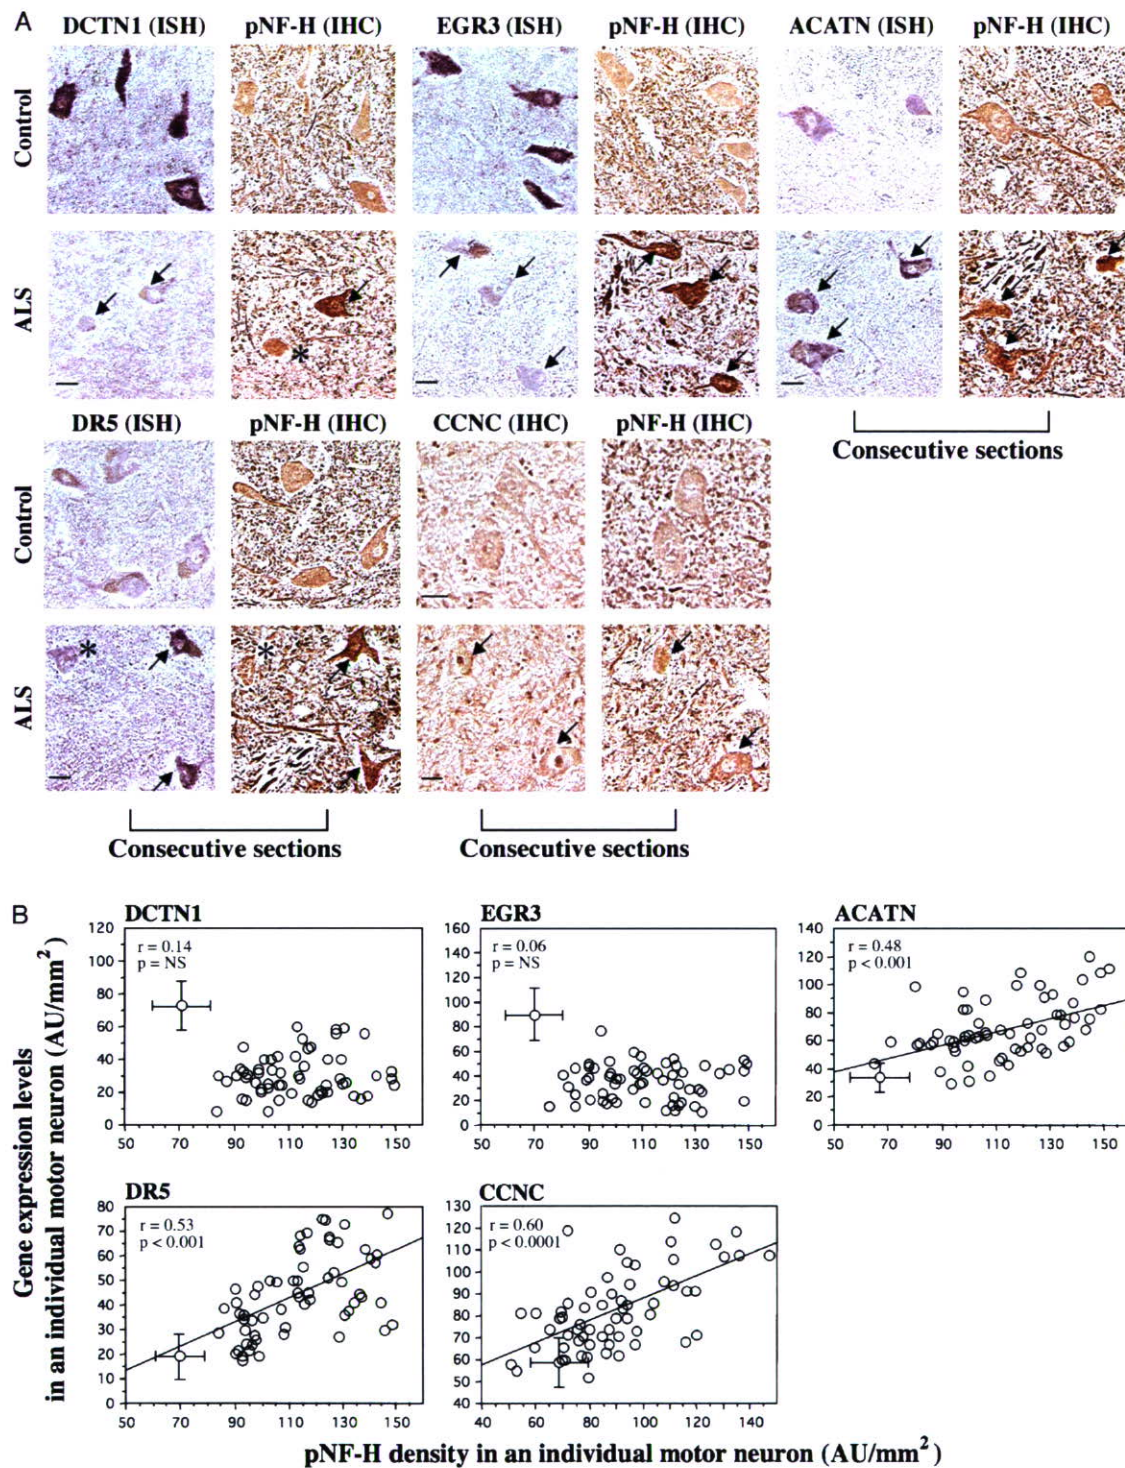 A
DCTN1 (ISH) pNF-H (IHC) EGR3 (ISH) pNF-H (IHC) ACATN (ISH) pNF-H (IHC)
Control
ALS
*
Consecutive sections
DR5 (ISH) pNF-H (IHC) CCNC (IHC) pNF-H (IHC)
Control
ALS
* *
Consecutive sections Consecutive sections
B
Gene expression levels
in an individual motor neuron (AU/mm²)
DCTN1
r = 0.14
p = NS
120
100
80
60
40
20
0
50 70 90 110 130 150
EGR3
r = 0.06
p = NS
160
140
120
100
80
60
40
20
0
50 70 90 110 130 150
ACATN
r = 0.48
p < 0.001
140
120
100
80
60
40
20
0
50 70 90 110 130 150
DR5
r = 0.53
p < 0.001
80
70
60
50
40
30
20
10
0
50 70 90 110 130 150
CCNC
r = 0.60
p < 0.0001
130
120
110
100
90
80
70
60
50
40
40 60 80 100 120 140
pNF-H density in an individual motor neuron (AU/mm²)